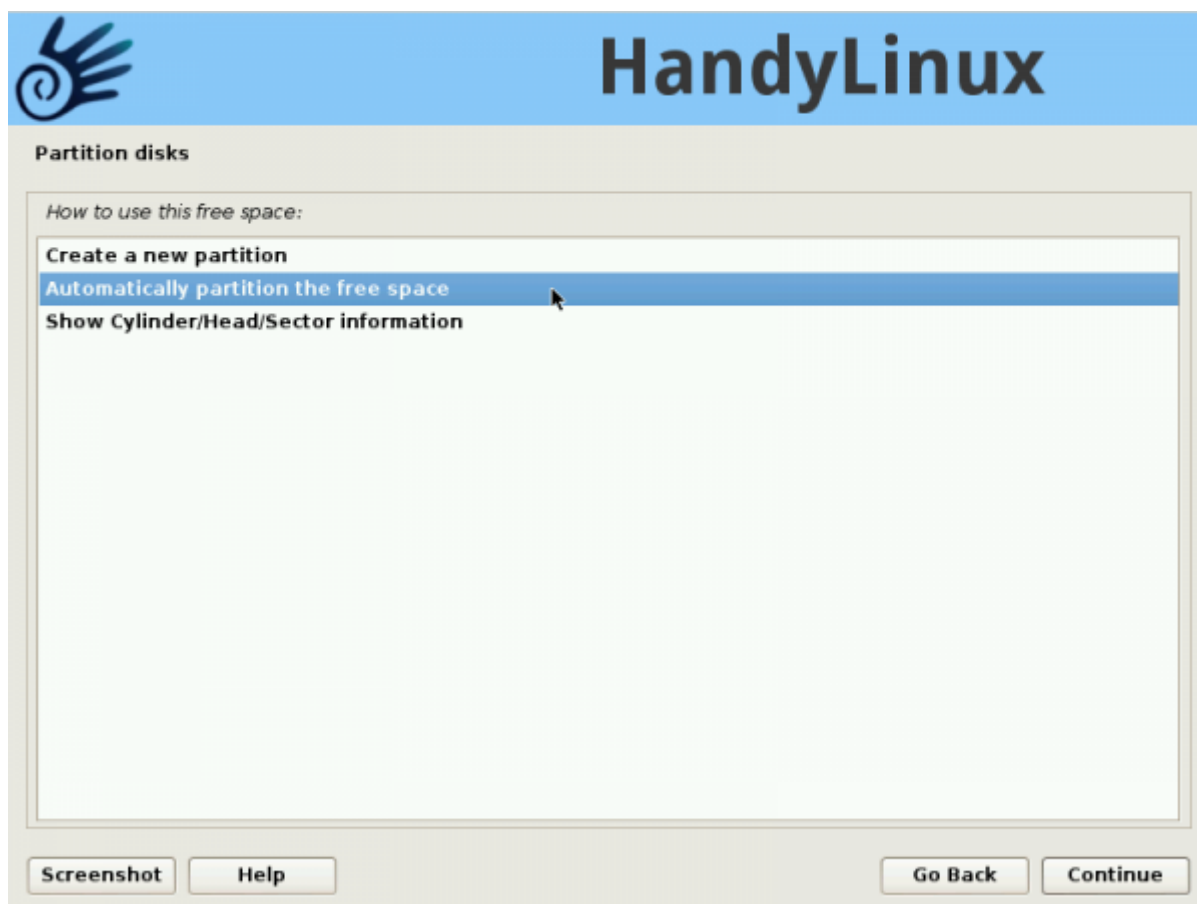 HandyLinux
Partition disks
How to use this free space:
Create a new partition
Automatically partition the free space
Show Cylinder/Head/Sector information
Screenshot
Help
Go Back
Continue